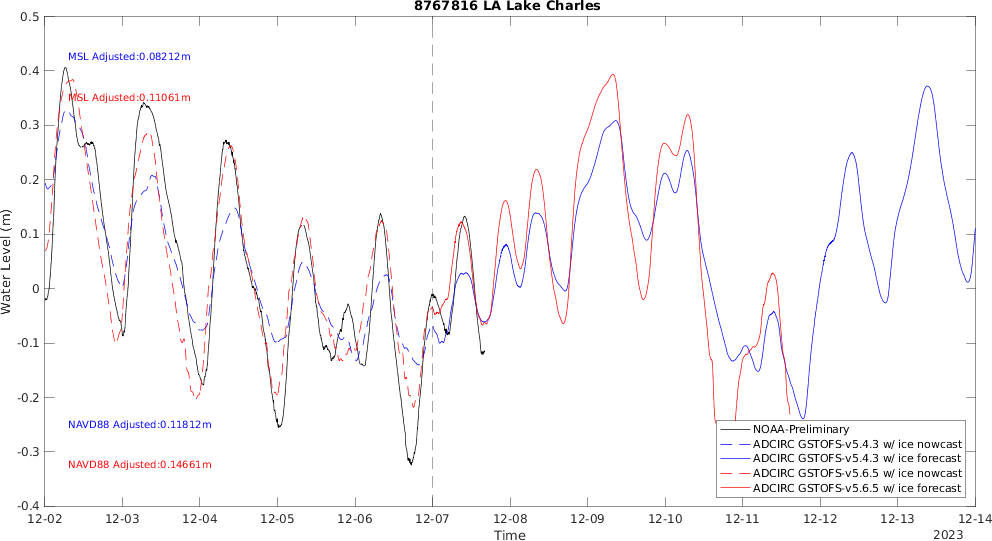 8767816 LA Lake Charles
Water Level (m)
0.5
0.4
0.3
0.2
0.1
0
-0.1
-0.2
-0.3
-0.4
MSL Adjusted:0.08212m
MSL Adjusted:0.11061m
NAVD88 Adjusted:0.11812m
NAVD88 Adjusted:0.14661m
NOAA-Preliminary
ADCIRC GSTOFS-v5.4.3 w/ ice nowcast
ADCIRC GSTOFS-v5.4.3 w/ ice forecast
ADCIRC GSTOFS-v5.6.5 w/ ice nowcast
ADCIRC GSTOFS-v5.6.5 w/ ice forecast
12-02 12-03 12-04 12-05 12-06 12-07 12-08 12-09 12-10 12-11 12-12 12-13 12-14
Time
2023